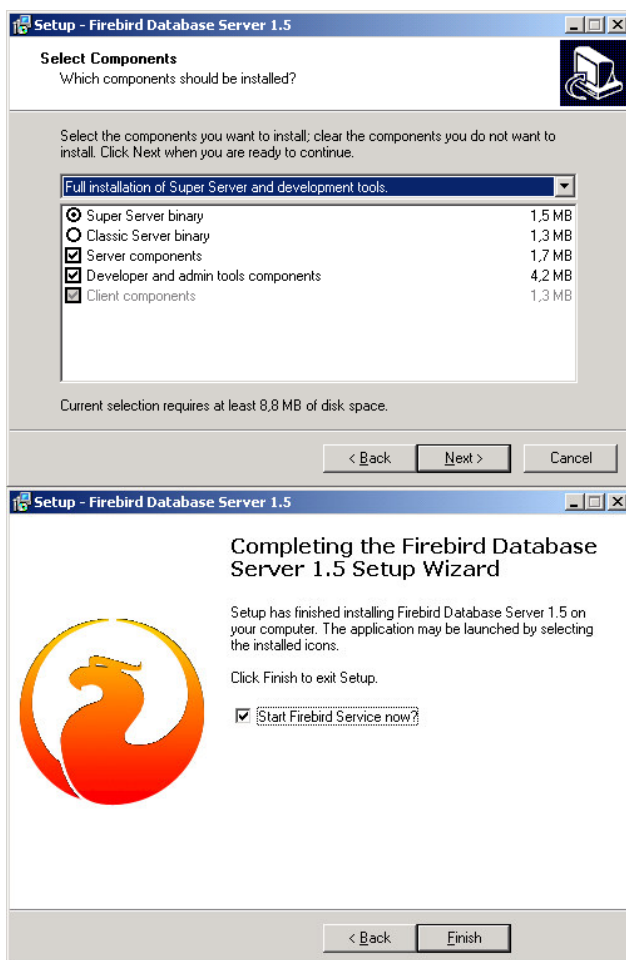 Setup - Firebird Database Server 1.5
Select Components
Which components should be installed?
Select the components you want to install; clear the components you do not want to
install. Click Next when you are ready to continue.
Full installation of Super Server and development tools.
Super Server binary 1,5 MB
Classic Server binary 1,3 MB
Server components 1,7 MB
Developer and admin tools components 4,2 MB
Client components 1,3 MB
Current selection requires at least 8,8 MB of disk space.
< Back Next > Cancel
Setup - Firebird Database Server 1.5
Completing the Firebird Database
Server 1.5 Setup Wizard
Setup has finished installing Firebird Database Server 1.5 on
your computer. The application may be launched by selecting
the installed icons.
Click Finish to exit Setup.
Start Firebird Service now?
< Back Finish